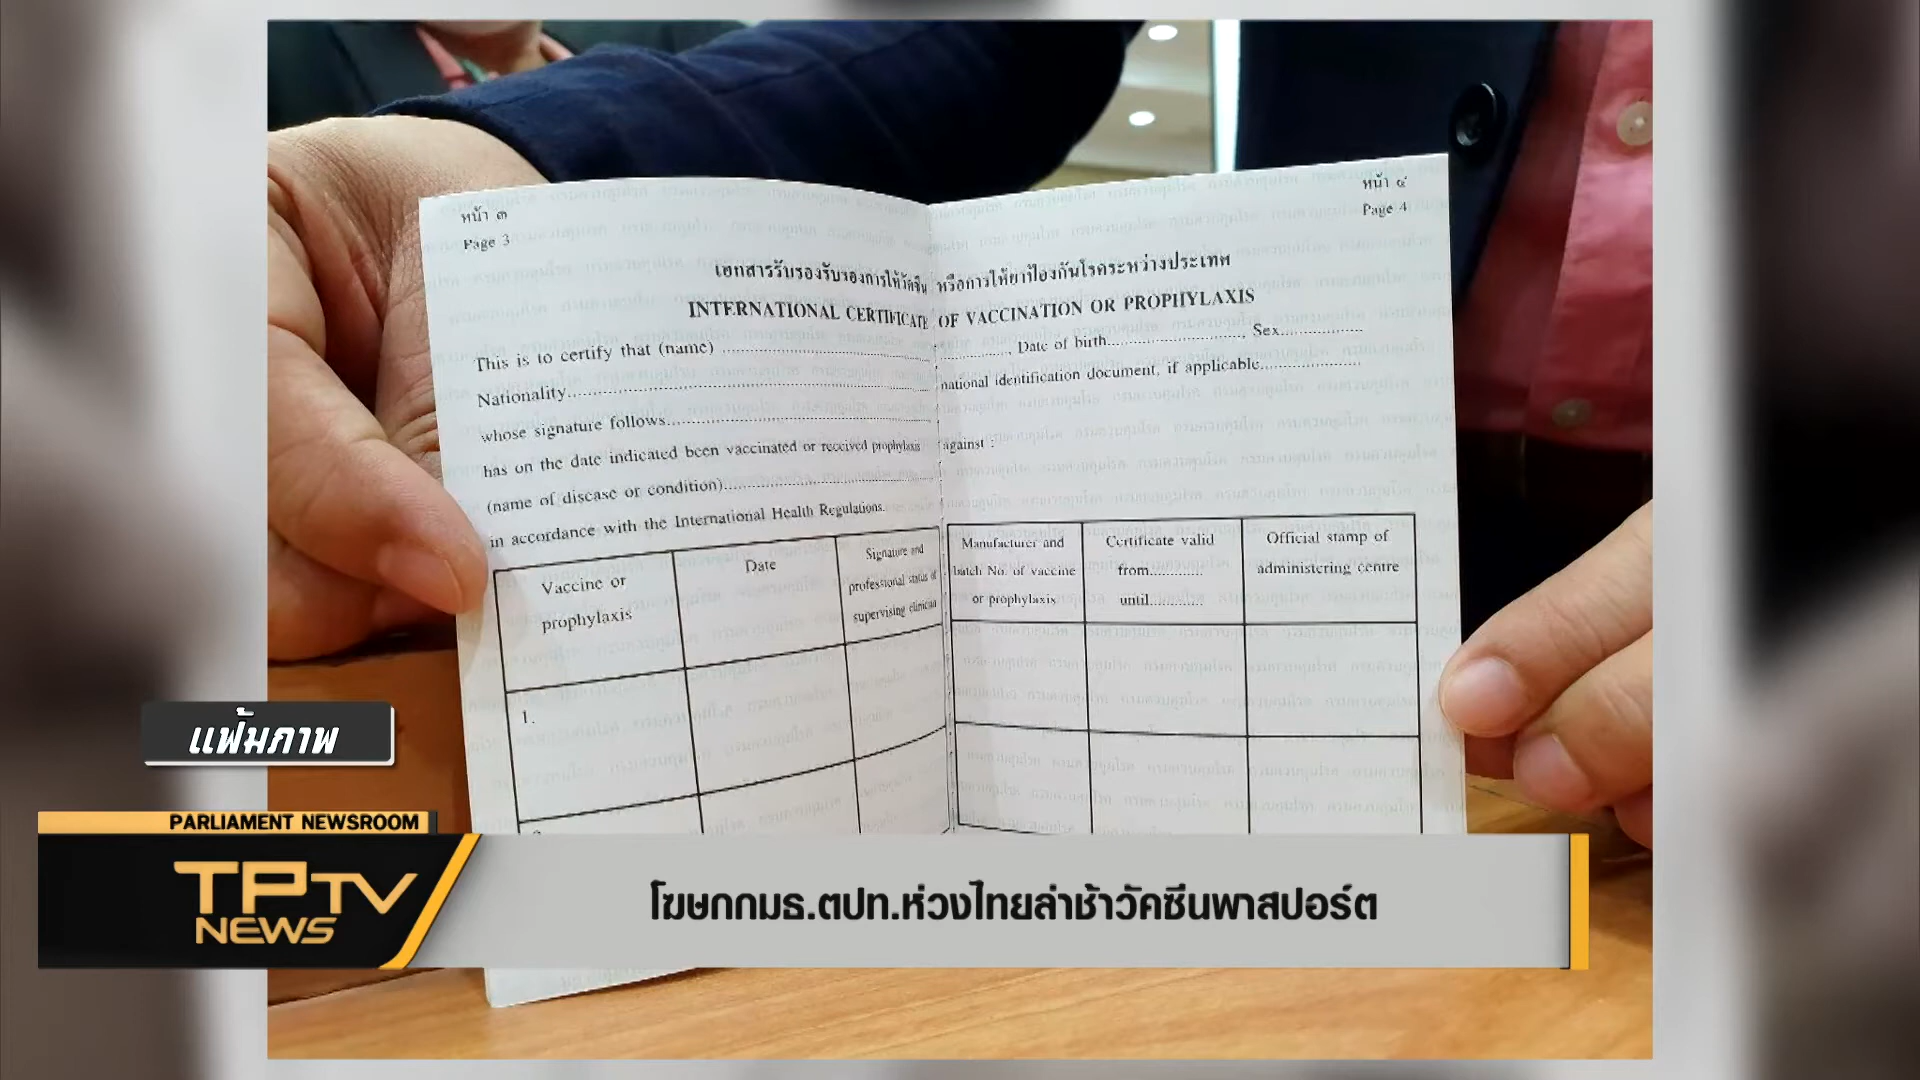 หน้า ๓
Page 3
หน้า ๔
Page 4
เอกสารรับรองรับรองการให้วัคซีน หรือการให้ยาป้องกันโรคระหว่างประเทศ
INTERNATIONAL CERTIFICATE OF VACCINATION OR PROPHYLAXIS
This is to certify that (name) ...................................................., Date of birth............................, Sex.................
Nationality.................................................................... national identification document, if applicable.....................
whose signature follows.....................................................
has on the date indicated been vaccinated or received prophylaxis against :
(name of disease or condition)..........................................
in accordance with the International Health Regulations.
Vaccine or
prophylaxis
Date
Signature and
professional status of
supervising clinician
Manufacturer and
batch No. of vaccine
or prophylaxis
Certificate valid
from............
until............
Official stamp of
administering centre
1.
แฟ้มภาพ
PARLIAMENT NEWSROOM
TPTV
NEWS
โฆษกกมธ.ตปท.ห่วงไทยล่าช้าวัคซีนพาสปอร์ต